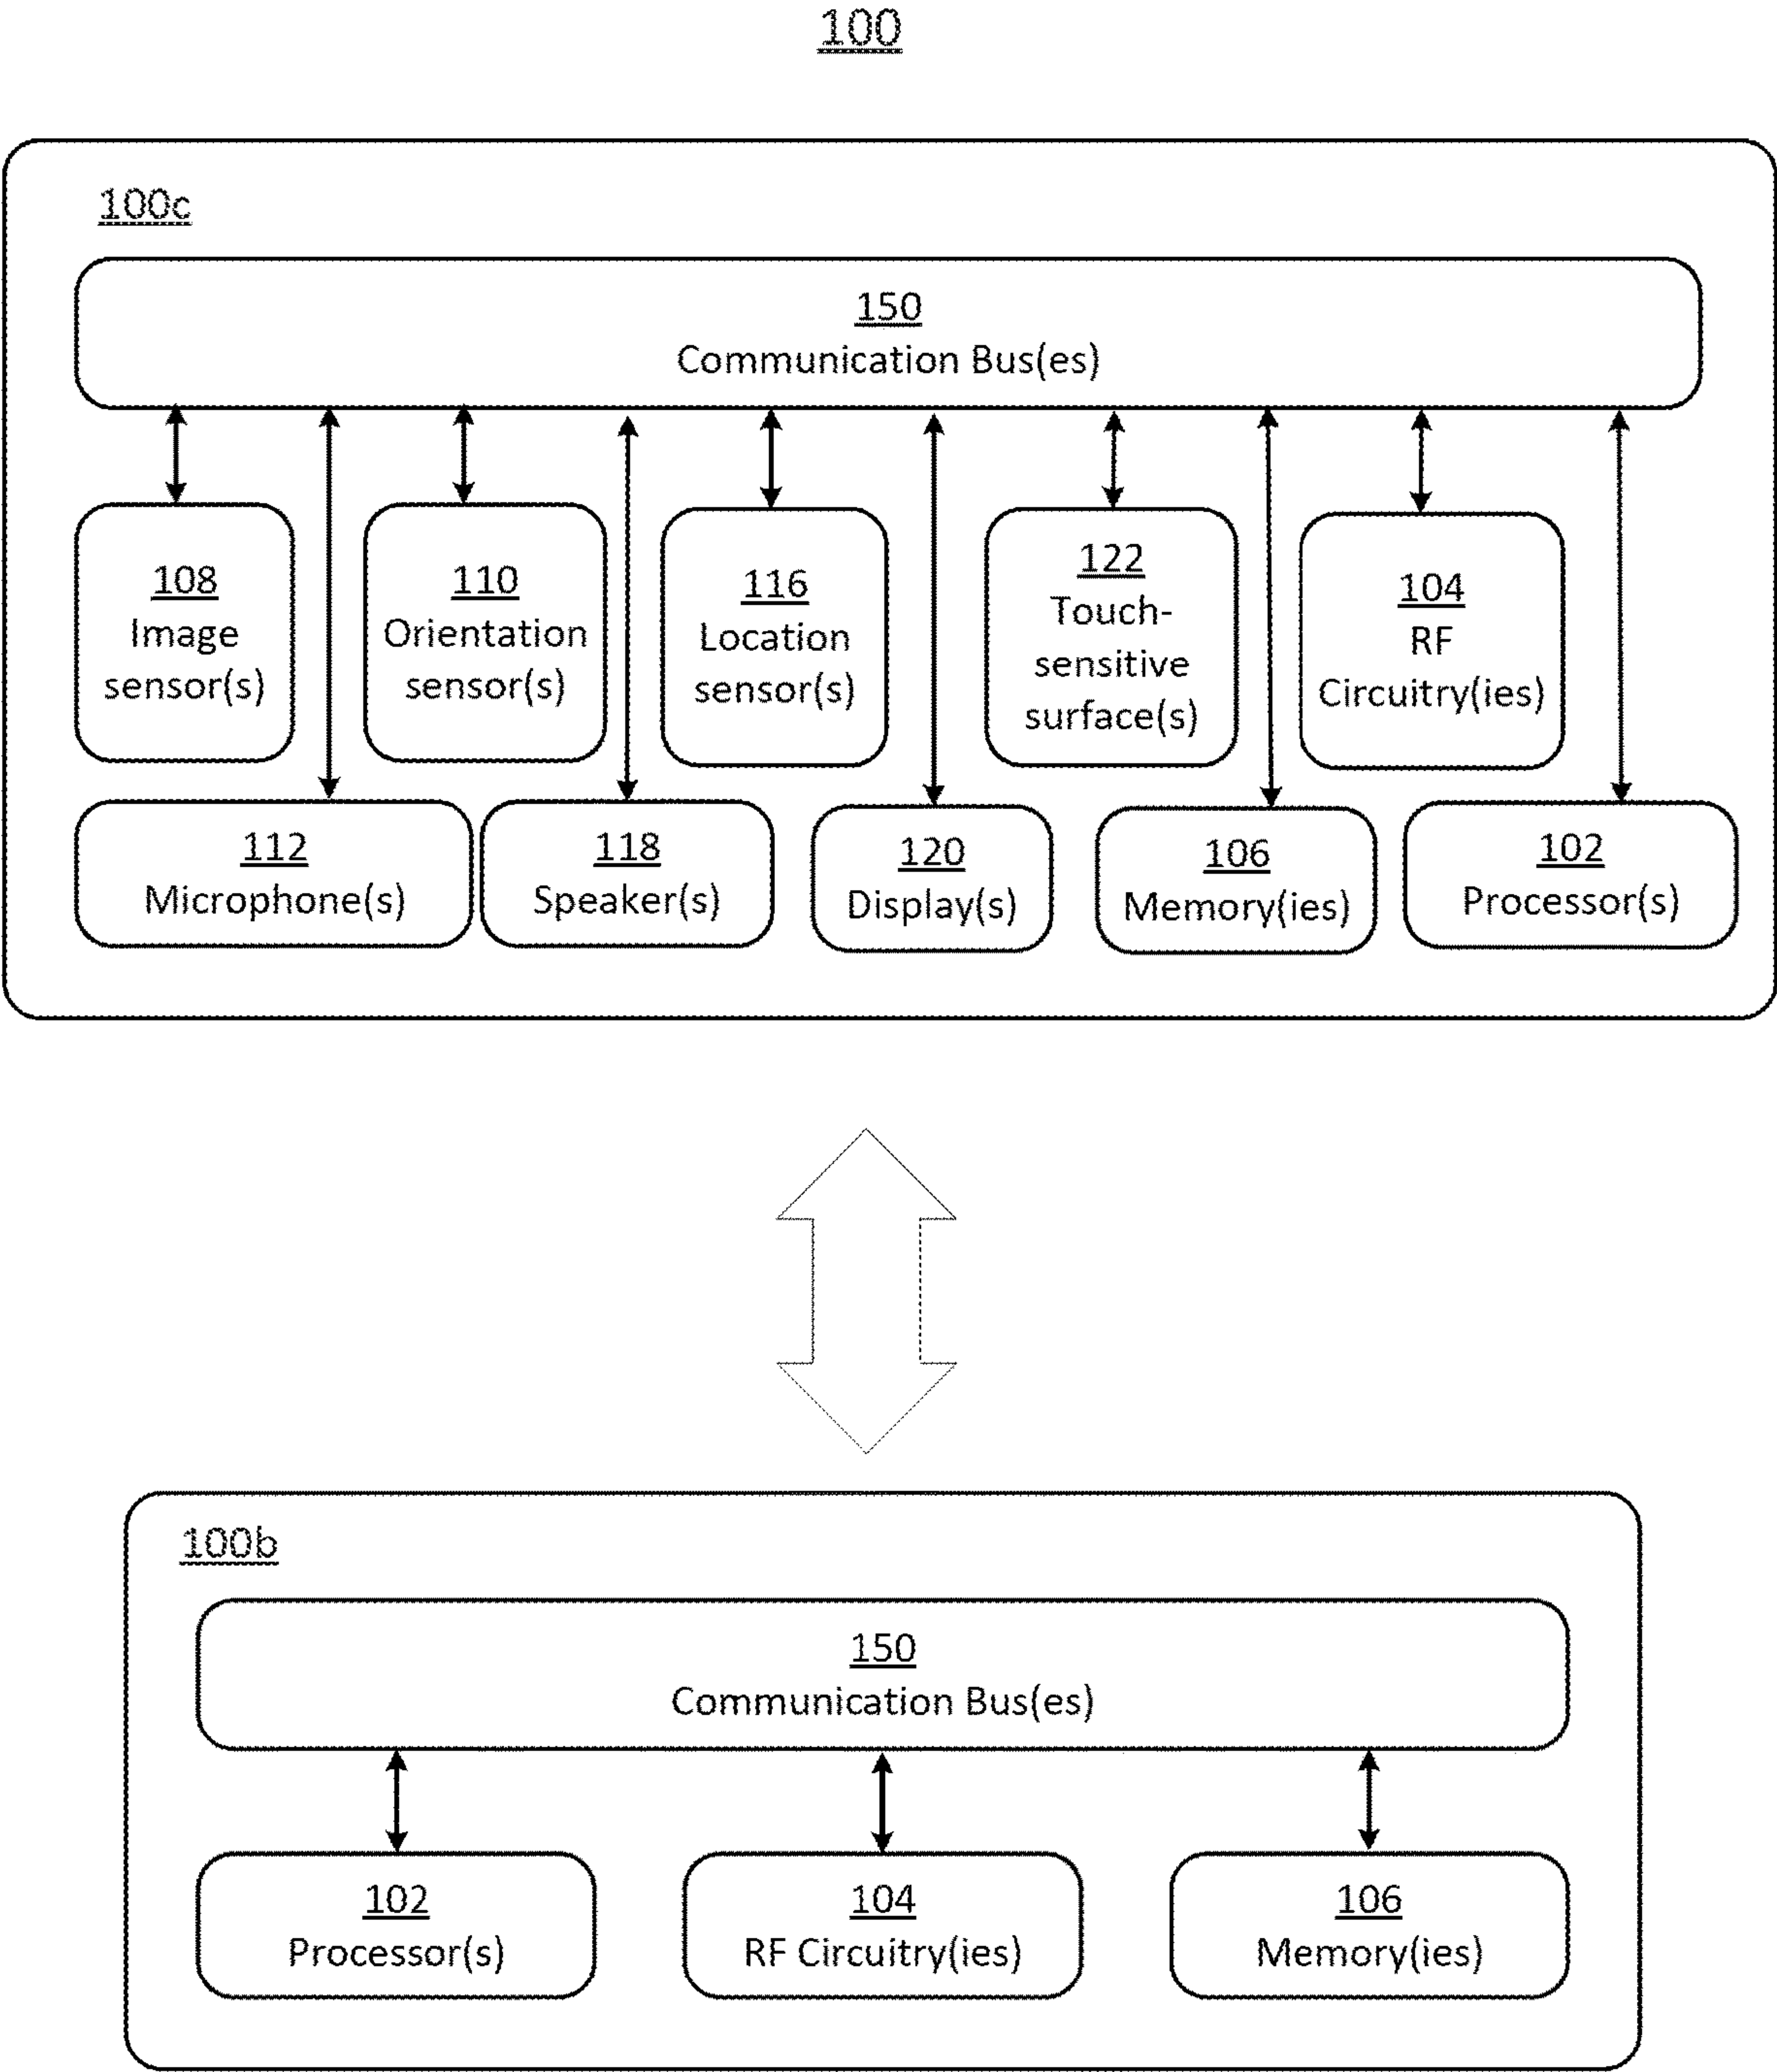 100
100c
150
Communication Bus(es)
108
Image
sensor(s)
110
Orientation
sensor(s)
116
Location
sensor(s)
122
Touch-
sensitive
surface(s)
104
RF
Circuitry(ies)
112
Microphone(s)
118
Speaker(s)
120
Display(s)
106
Memory(ies)
102
Processor(s)
100b
150
Communication Bus(es)
102
Processor(s)
104
RF Circuitry(ies)
106
Memory(ies)